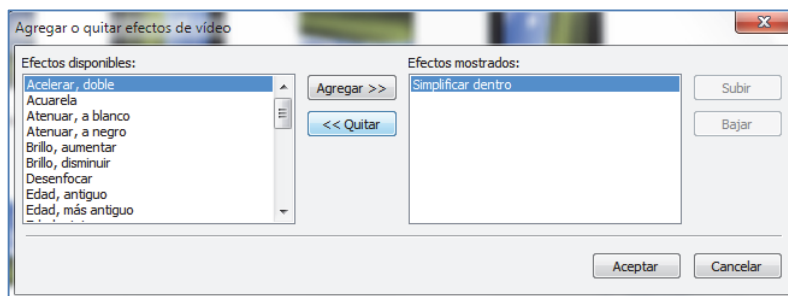 Agregar o quitar efectos de vídeo
Efectos disponibles:
Acelerar, doble
Acuarela
Atenuar, a blanco
Atenuar, a negro
Brillo, aumentar
Brillo, disminuir
Desenfocar
Edad, antiguo
Edad, más antiguo
Agregar >>
<< Quitar
Efectos mostrados:
Simplificar dentro
Subir
Bajar
Aceptar
Cancelar